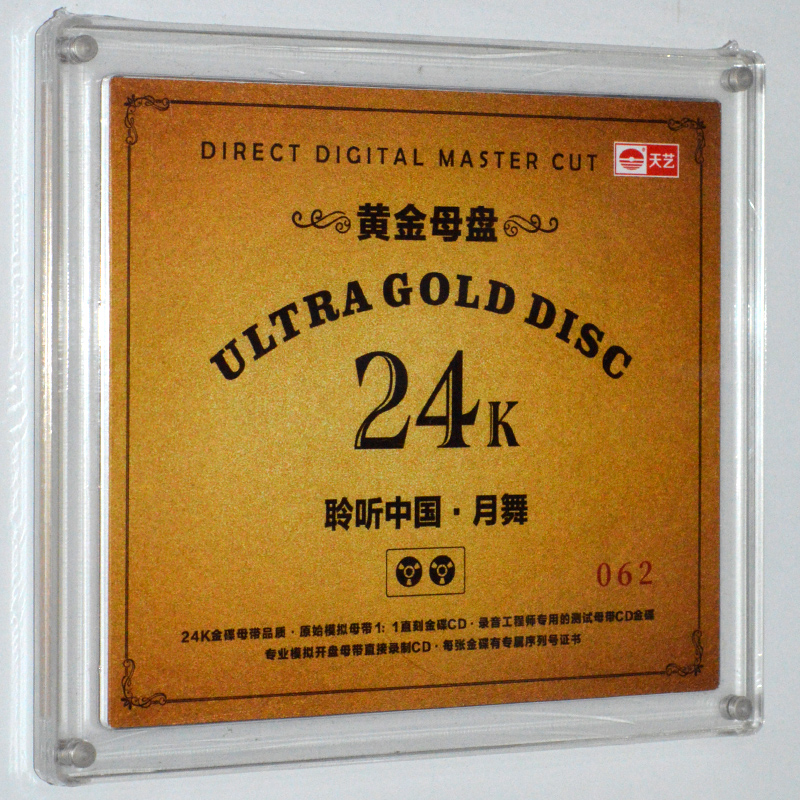 DIRECT DIGITAL MASTER CUT
天艺
黄金母盘
ULTRA GOLD DISC
24K
聆听中国·月舞
062
24K金碟母带品质·原始模拟母带1:1直刻金碟CD·录音工程师专用的测试母带CD金碟
专业模拟开盘母带直接录制CD·每张金碟有专属序列号证书